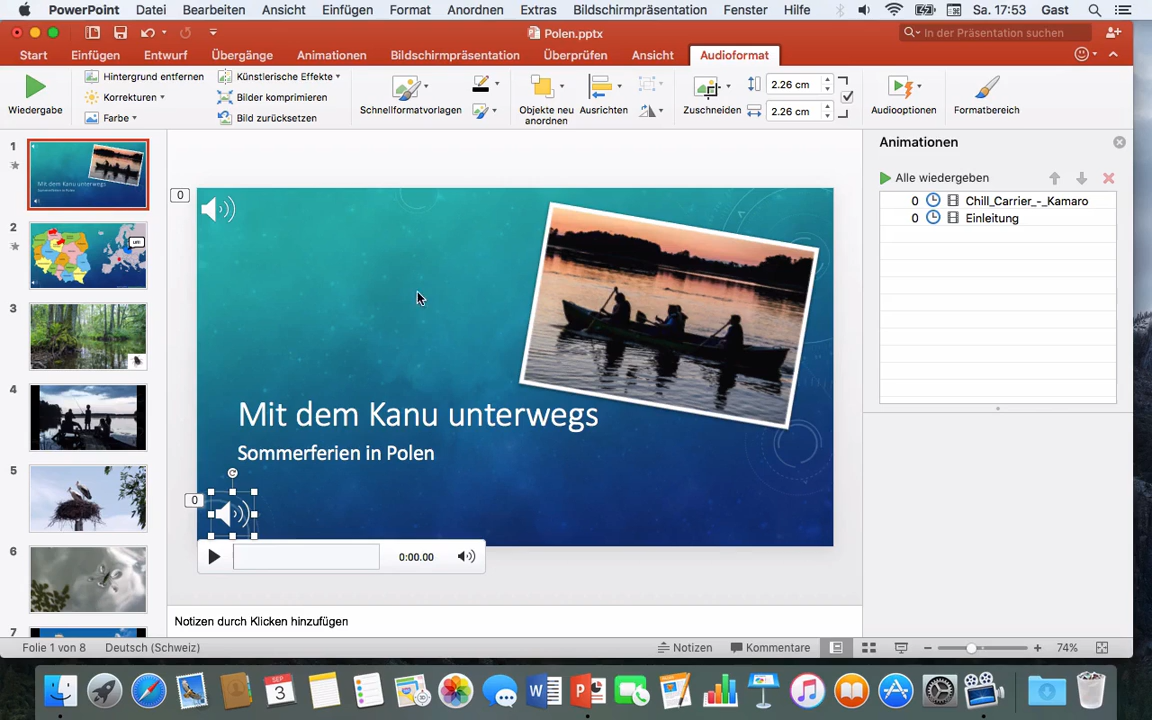 PowerPoint Datei Bearbeiten Ansicht Einfügen Format Anordnen Extras Bildschirmpräsentation Fenster Hilfe Sa. 17:53 Gast
Polen.pptx
In der Präsentation suchen
Start Einfügen Entwurf Übergänge Animationen Bildschirmpräsentation Überprüfen Ansicht Audioformat
Wiedergabe
Hintergrund entfernen
Korrekturen
Farbe
Künstlerische Effekte
Bilder komprimieren
Bild zurücksetzen
Schnellformatvorlagen
Objekte neu
anordnen
Ausrichten
Zuschneiden
2.26 cm
2.26 cm
Audiooptionen
Formatbereich
1
2
3
4
5
6
7
0
Mit dem Kanu unterwegs
Sommerferien in Polen
0
0:00.00
Notizen durch Klicken hinzufügen
Animationen
Alle wiedergeben
0 Chill_Carrier_-_Kamaro
0 Einleitung
Folie 1 von 8 Deutsch (Schweiz) Notizen Kommentare 74%
SEP
3